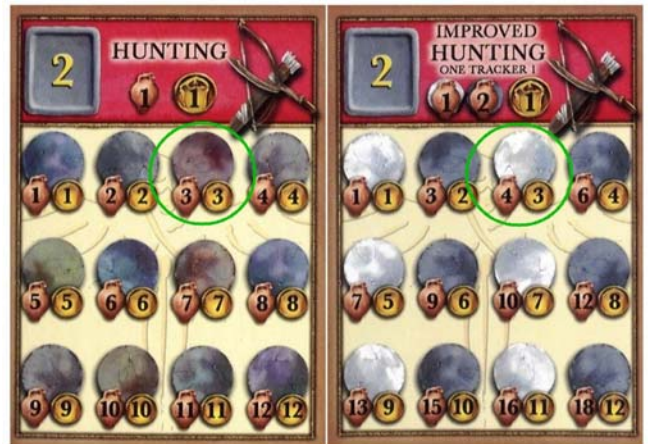 2
HUNTING
1 1
1 1 2 2 3 3 4 4
5 5 6 6 7 7 8 8
9 9 10 10 11 11 12 12
2
IMPROVED
HUNTING
ONE TRACKER 1
1 2 1
1 1 3 2 4 3 6 4
7 5 9 6 10 7 12 8
13 9 15 10 16 11 18 12